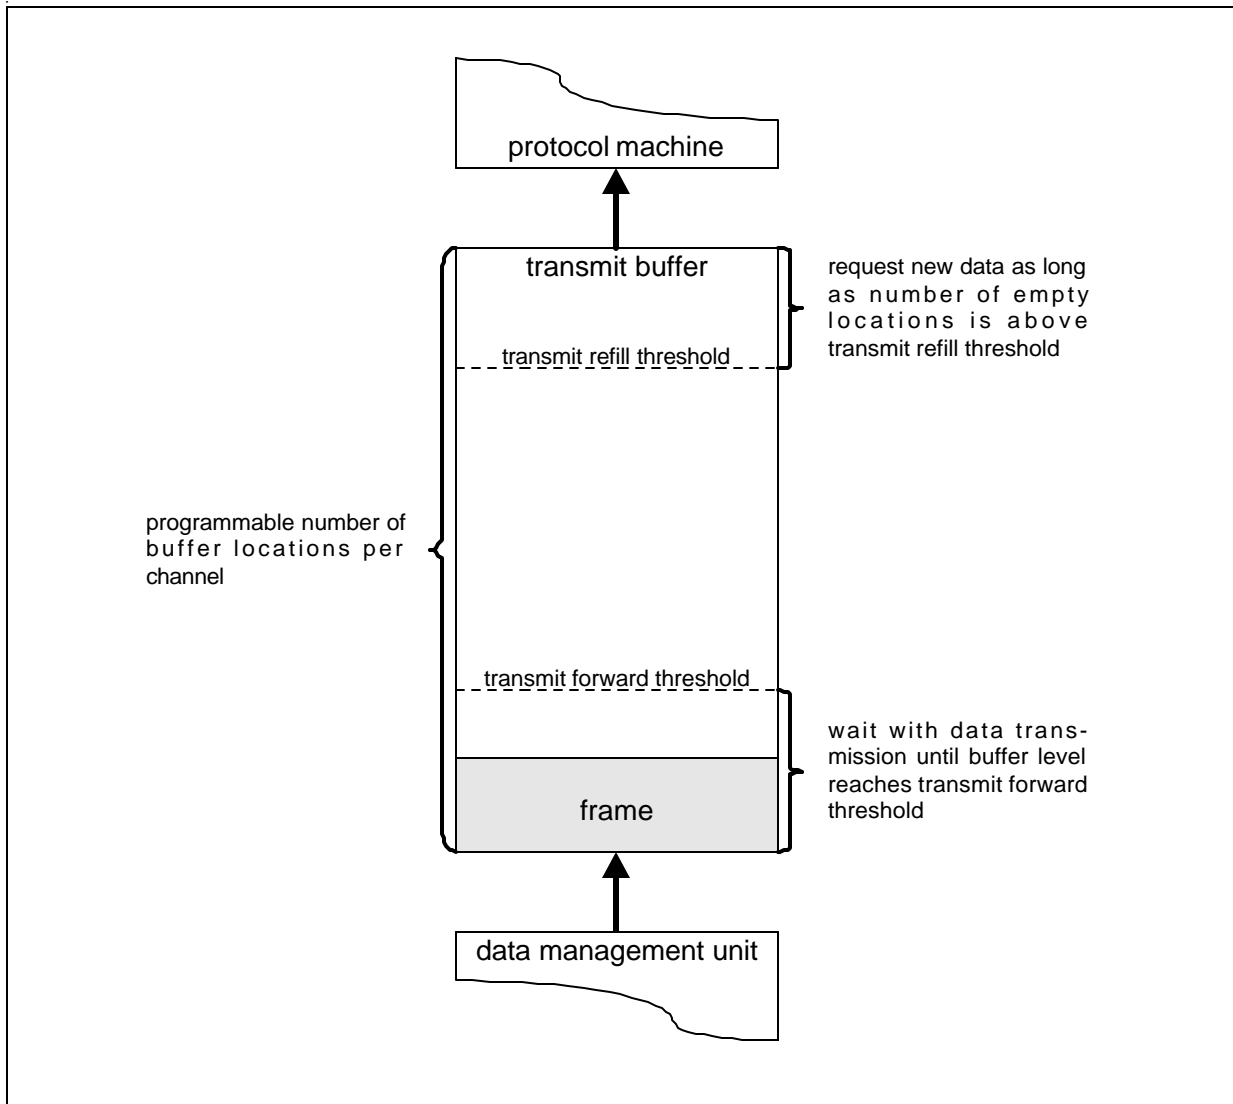 protocol machine
transmit buffer
request new data as long
as number of empty
locations is above
transmit refill threshold
transmit refill threshold
programmable number of
buffer locations per
channel
transmit forward threshold
wait with data trans-
mission until buffer level
reaches transmit forward
threshold
frame
data management unit